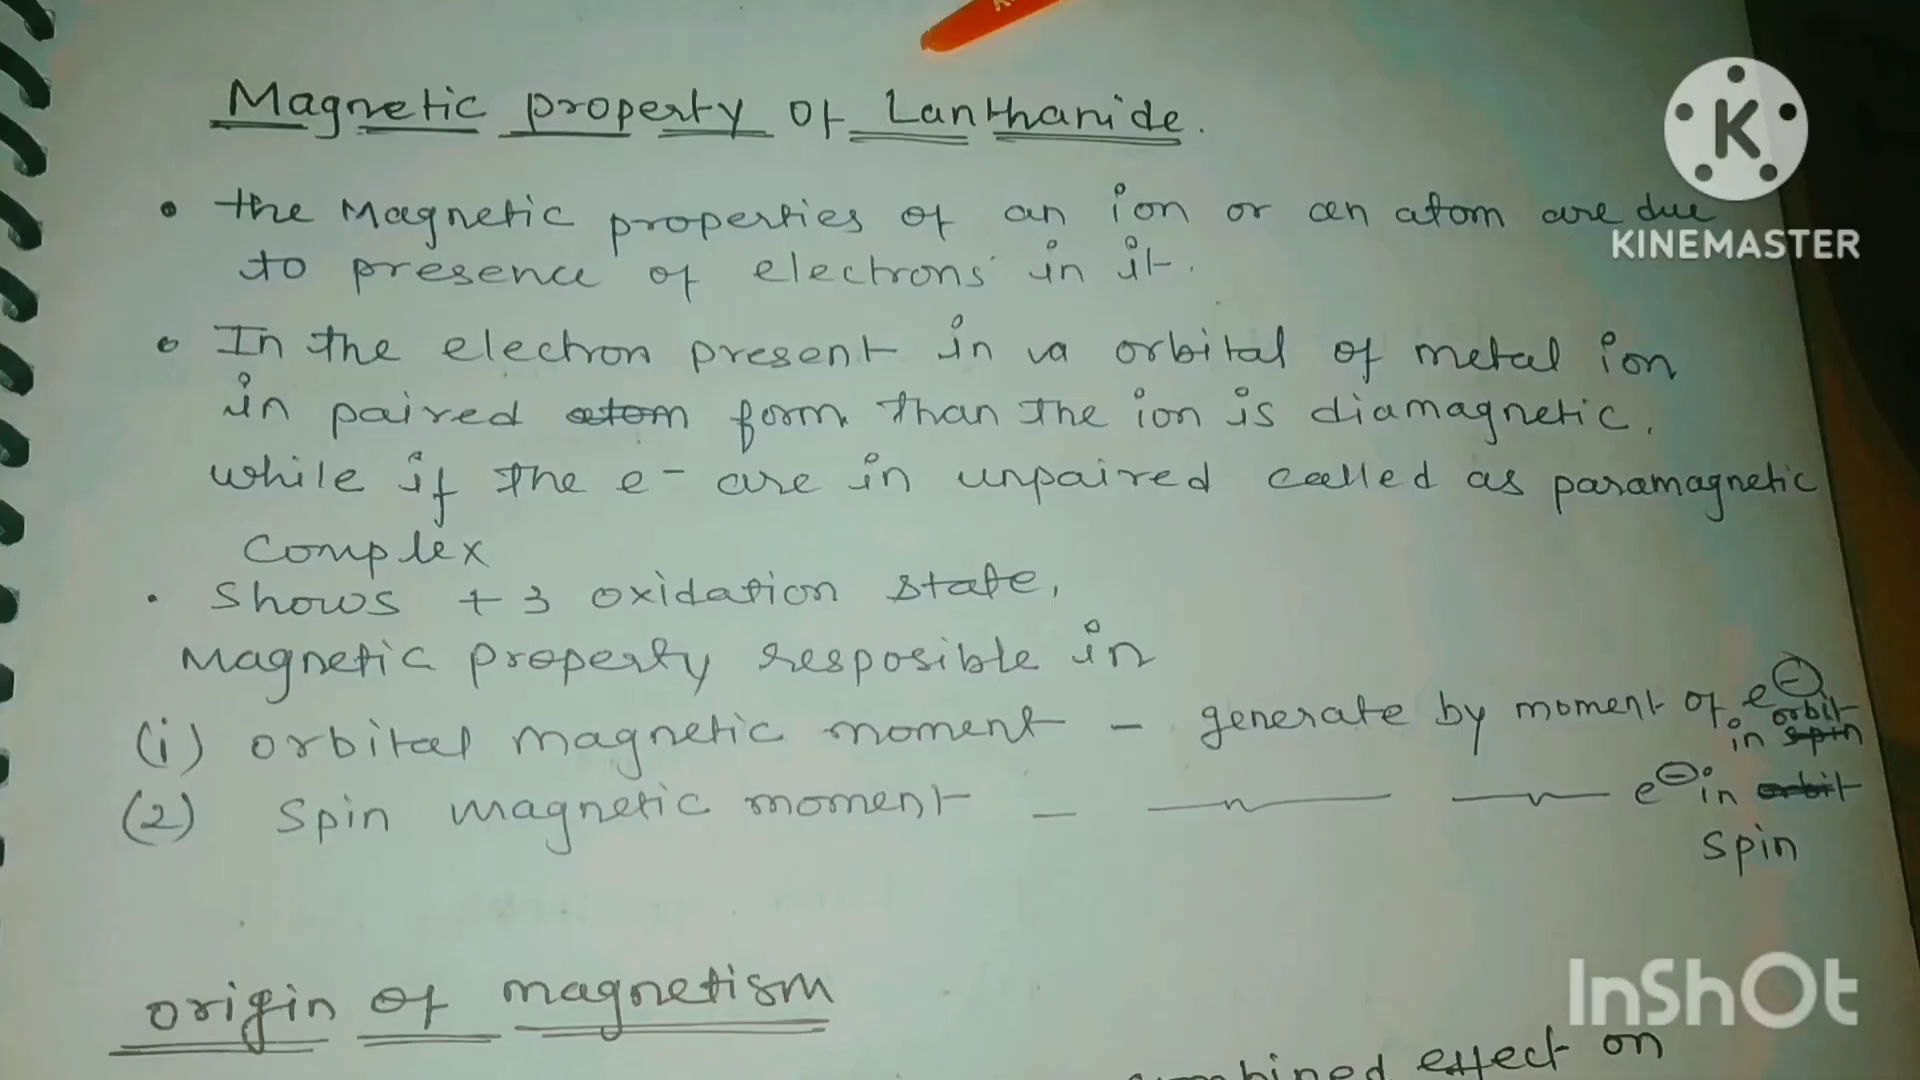 Magnetic property of Lanthanide.
• the Magnetic properties of an ion or an atom are due
to presence of electrons in it.
• In the electron present in a orbital of metal ion
in paired atom form than the ion is diamagnetic.
while if the e- are in unpaired called as paramagnetic
complex
• Shows +3 oxidation state,
Magnetic property resposible in
(i) orbital magnetic moment - generate by moment of e⊖
in spin orbit
(2) Spin magnetic moment - —〃— —〃— e⊖ in orbit
spin
origin of magnetism
combined effect on
K
KINEMASTER
InShOt